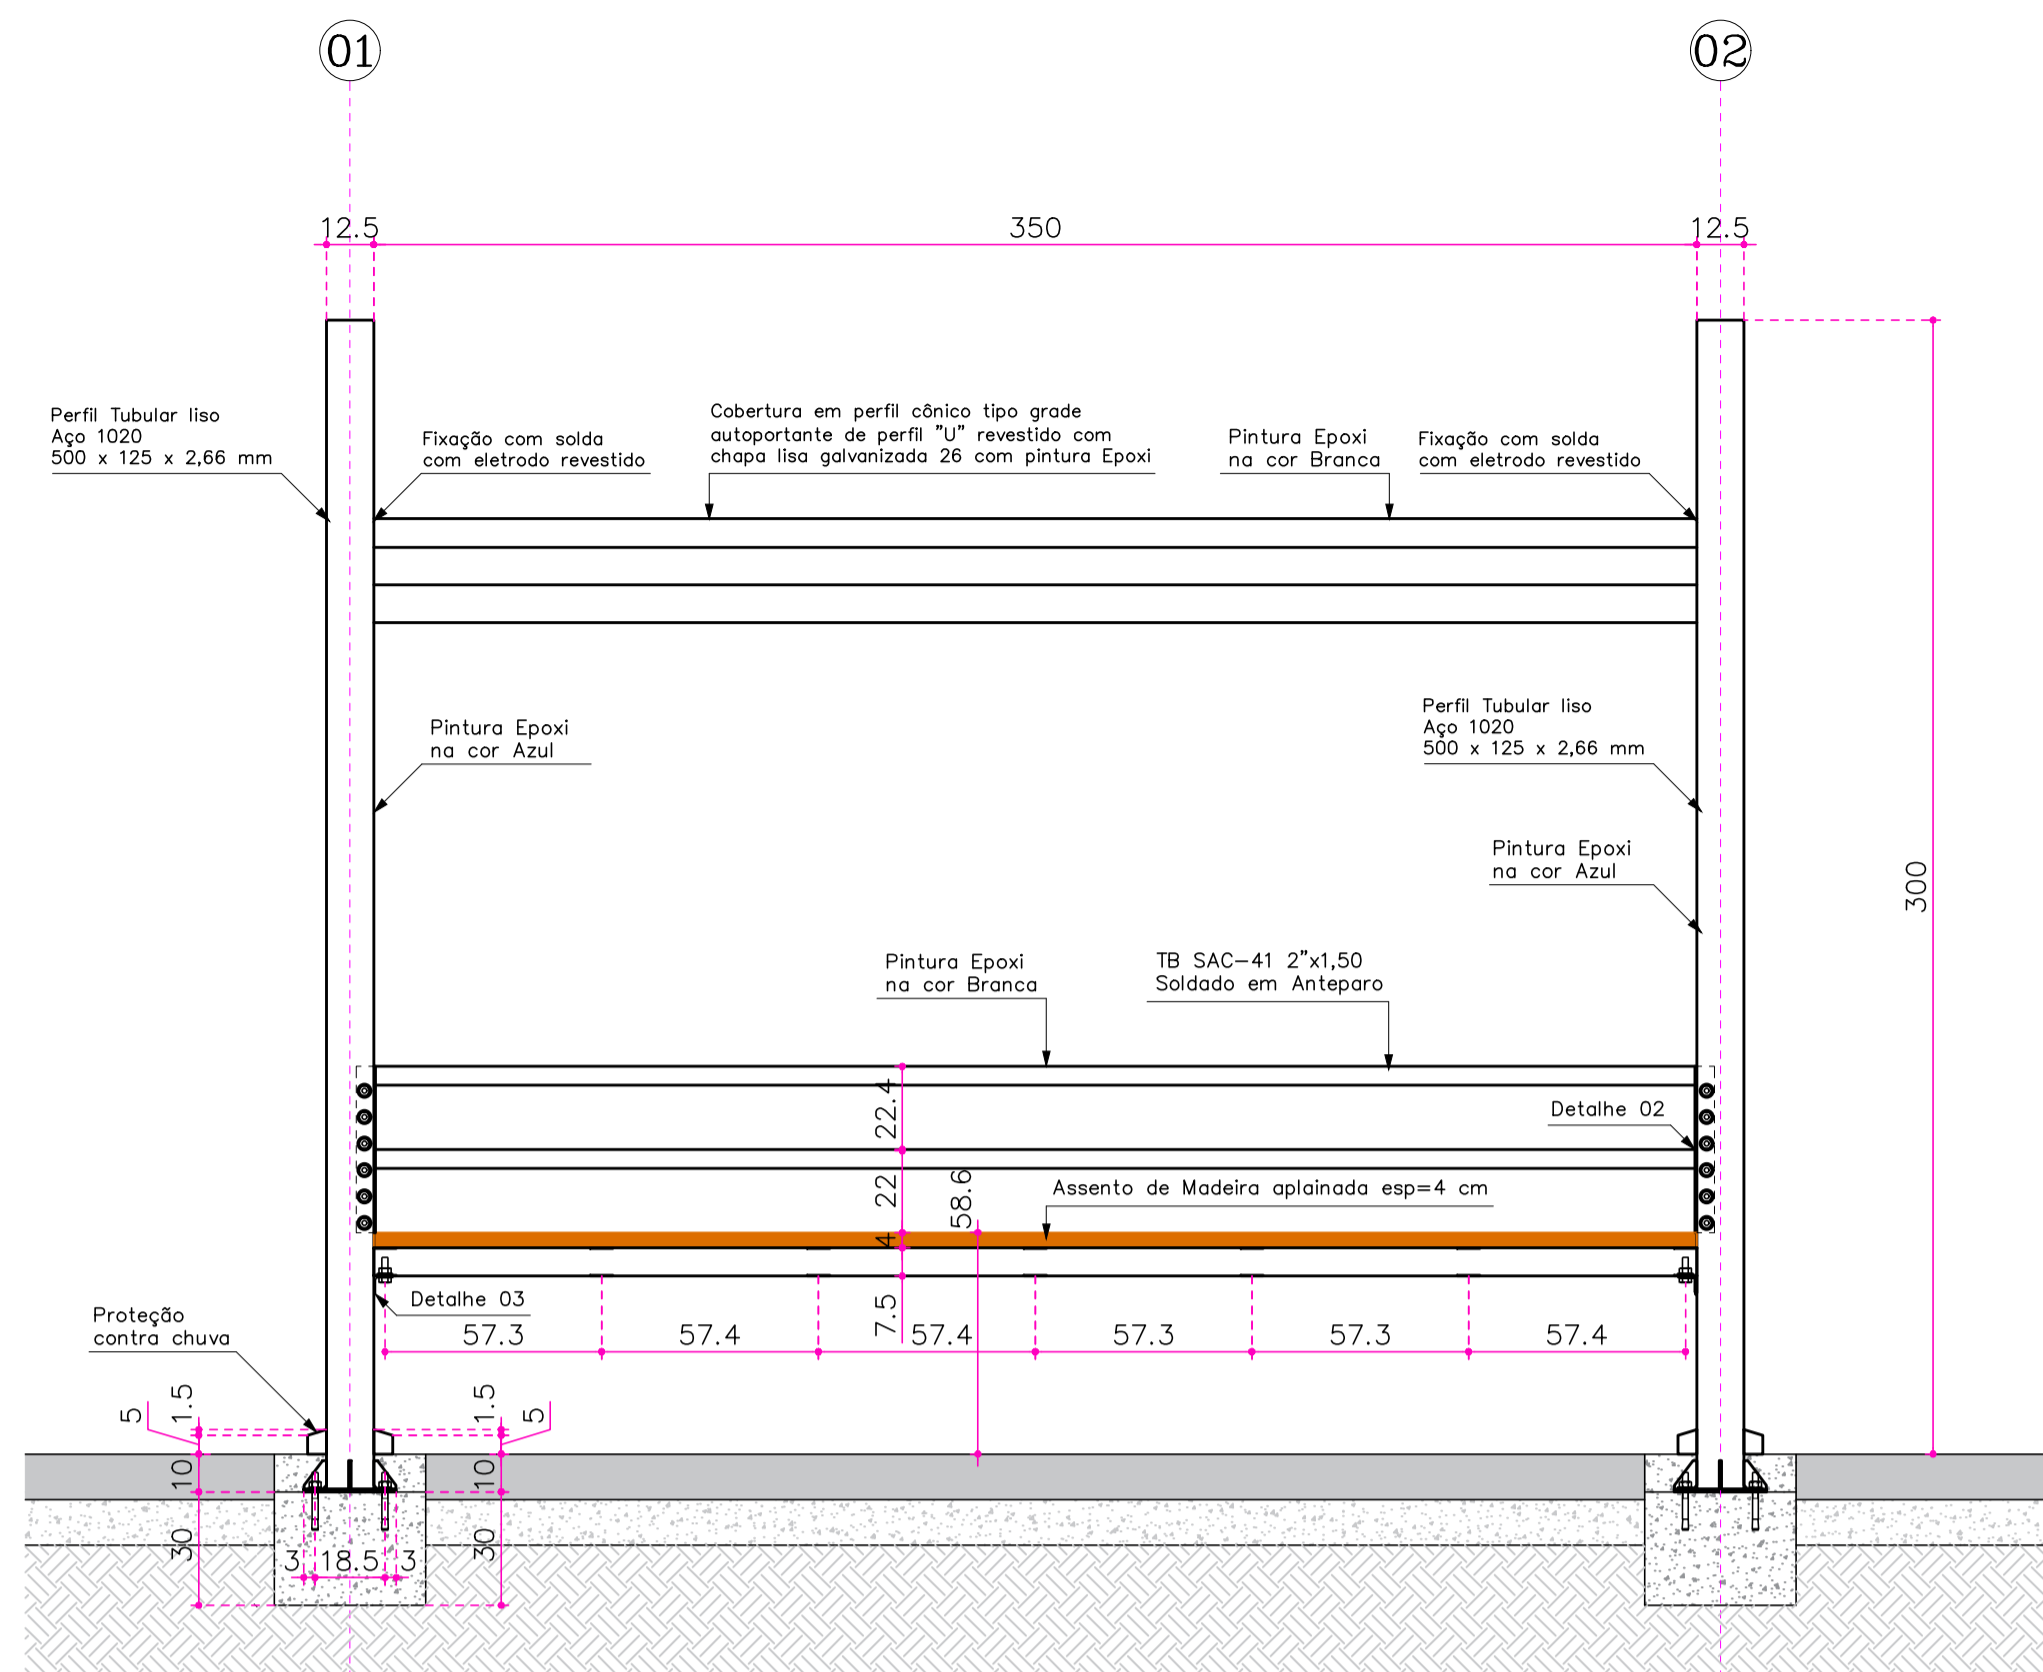 01
02
12.5
350
12.5
Perfil Tubular liso
Aço 1020
500 x 125 x 2,66 mm
Fixação com solda
com eletrodo revestido
Cobertura em perfil cônico tipo grade
autoportante de perfil "U" revestido com
chapa lisa galvanizada 26 com pintura Epoxi
Pintura Epoxi
na cor Branca
Fixação com solda
com eletrodo revestido
Pintura Epoxi
na cor Azul
Perfil Tubular liso
Aço 1020
500 x 125 x 2,66 mm
Pintura Epoxi
na cor Azul
300
Pintura Epoxi
na cor Branca
TB SAC-41 2"x1,50
Soldado em Anteparo
22.4
Detalhe 02
22
58.6
Assento de Madeira aplainada esp=4 cm
4
Detalhe 03
7.5
Proteção
contra chuva
57.3
57.4
57.4
57.3
57.3
57.4
5
1.5
1.5
5
10
10
30
30
3
18.5
3